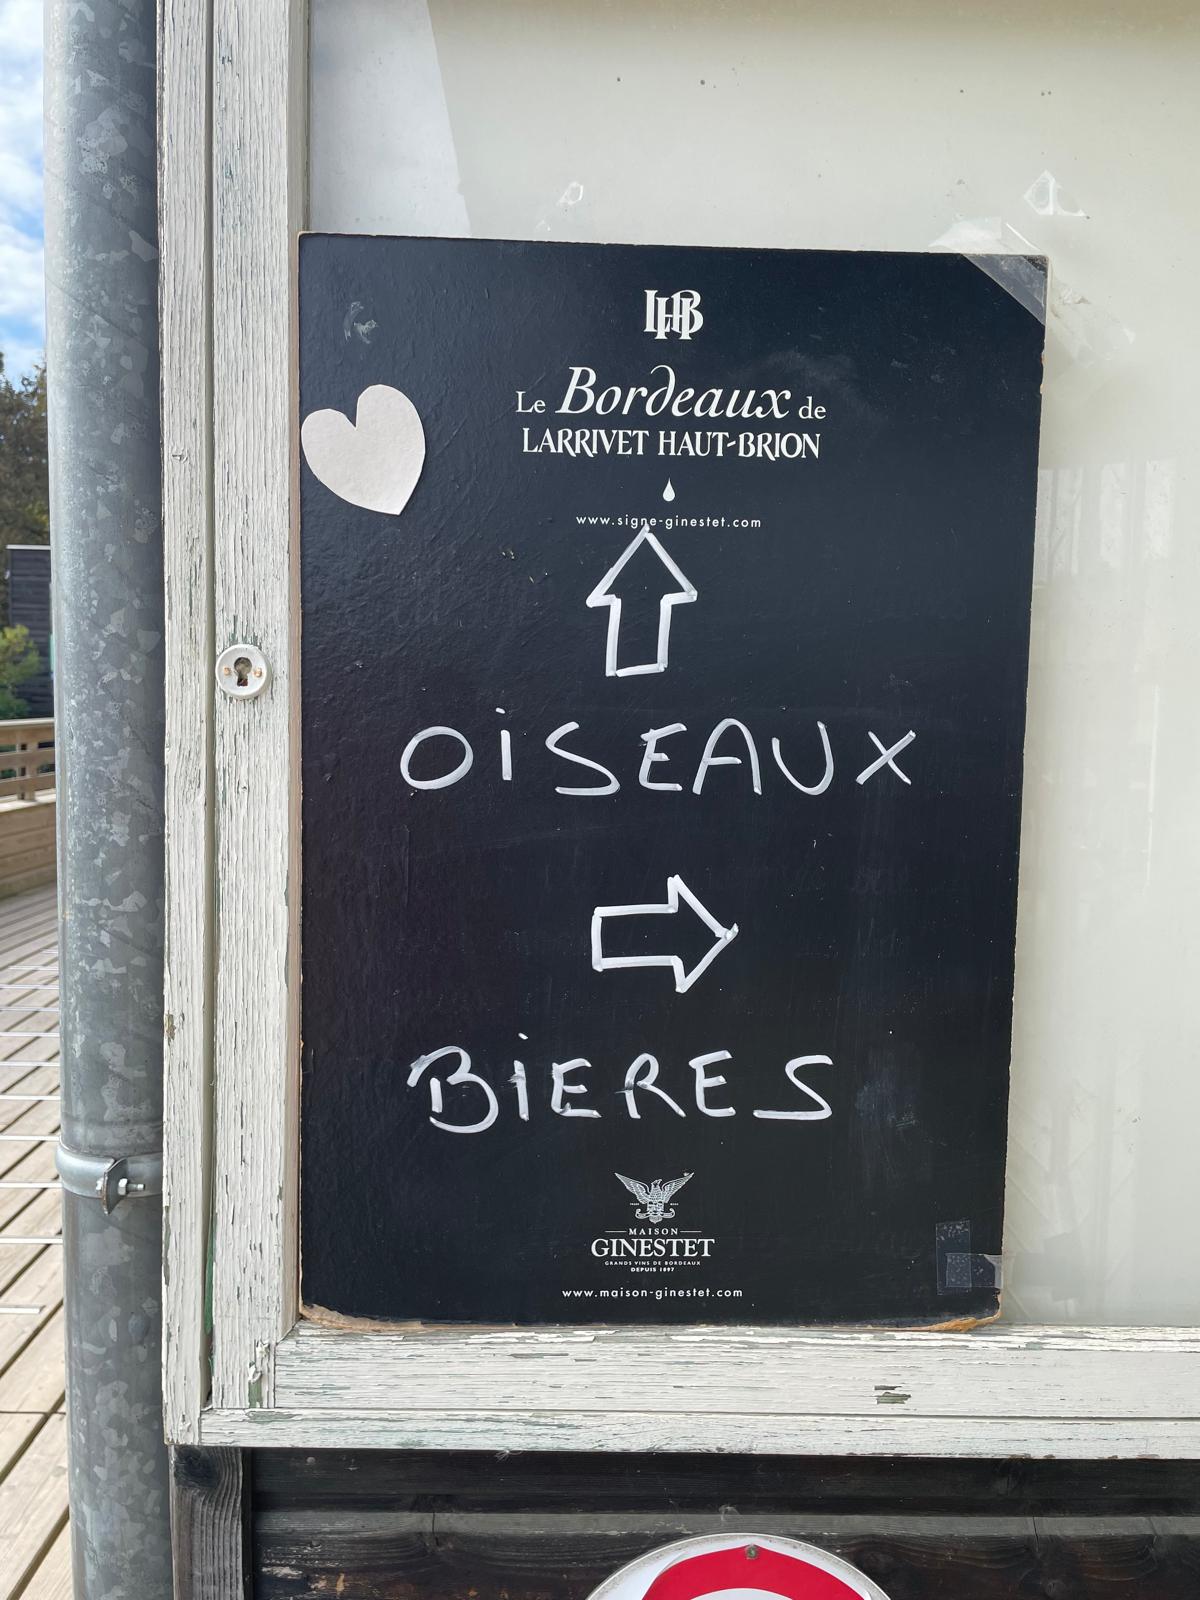 LHB
Le Bordeaux de
LARRIVET HAUT-BRION
www.signe-ginestet.com
OISEAUX
BIERES
MAISON
GINESTET
GRANDS VINS DE BORDEAUX
DEPUIS 1897
www.maison-ginestet.com